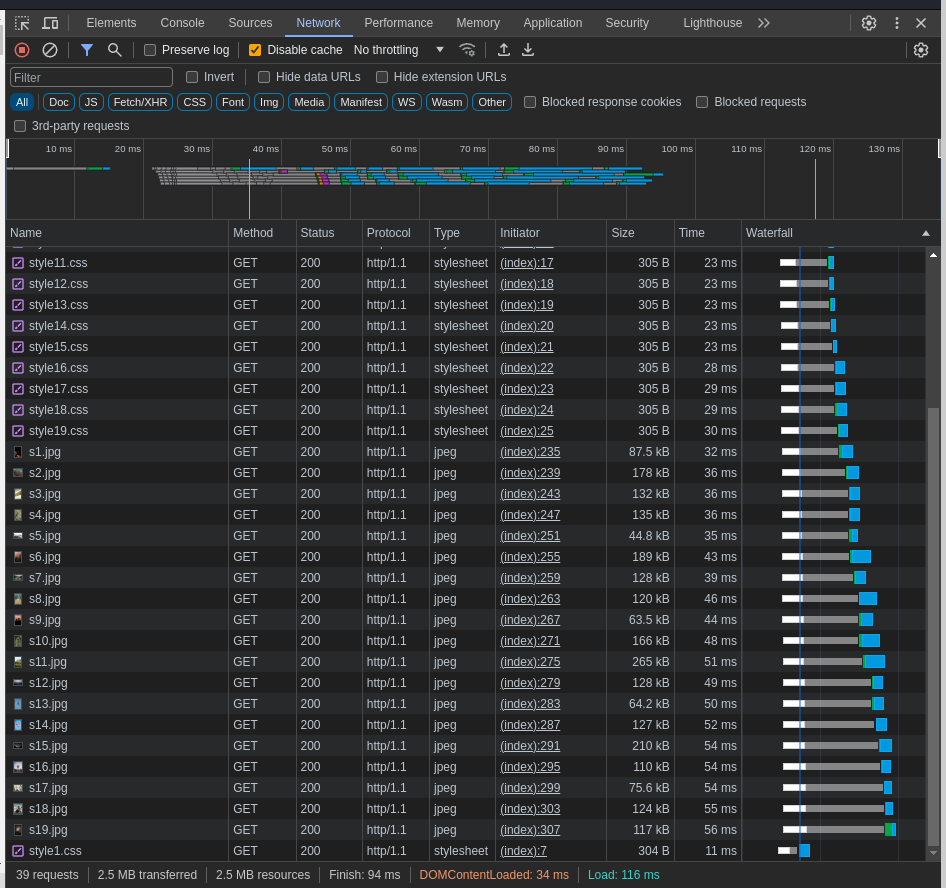 Elements Console Sources Network Performance Memory Application Security Lighthouse
Preserve log Disable cache No throttling
Filter Invert Hide data URLs Hide extension URLs
All Doc JS Fetch/XHR CSS Font Img Media Manifest WS Wasm Other Blocked response cookies Blocked requests
3rd-party requests
10 ms 20 ms 30 ms 40 ms 50 ms 60 ms 70 ms 80 ms 90 ms 100 ms 110 ms 120 ms 130 ms
Name Method Status Protocol Type Initiator Size Time Waterfall
style11.css GET 200 http/1.1 stylesheet (index):17 305 B 23 ms
style12.css GET 200 http/1.1 stylesheet (index):18 305 B 23 ms
style13.css GET 200 http/1.1 stylesheet (index):19 305 B 23 ms
style14.css GET 200 http/1.1 stylesheet (index):20 305 B 23 ms
style15.css GET 200 http/1.1 stylesheet (index):21 305 B 23 ms
style16.css GET 200 http/1.1 stylesheet (index):22 305 B 28 ms
style17.css GET 200 http/1.1 stylesheet (index):23 305 B 29 ms
style18.css GET 200 http/1.1 stylesheet (index):24 305 B 29 ms
style19.css GET 200 http/1.1 stylesheet (index):25 305 B 30 ms
s1.jpg GET 200 http/1.1 jpeg (index):235 87.5 kB 32 ms
s2.jpg GET 200 http/1.1 jpeg (index):239 178 kB 36 ms
s3.jpg GET 200 http/1.1 jpeg (index):243 132 kB 36 ms
s4.jpg GET 200 http/1.1 jpeg (index):247 135 kB 36 ms
s5.jpg GET 200 http/1.1 jpeg (index):251 44.8 kB 35 ms
s6.jpg GET 200 http/1.1 jpeg (index):255 189 kB 43 ms
s7.jpg GET 200 http/1.1 jpeg (index):259 128 kB 39 ms
s8.jpg GET 200 http/1.1 jpeg (index):263 120 kB 46 ms
s9.jpg GET 200 http/1.1 jpeg (index):267 63.5 kB 44 ms
s10.jpg GET 200 http/1.1 jpeg (index):271 166 kB 48 ms
s11.jpg GET 200 http/1.1 jpeg (index):275 265 kB 51 ms
s12.jpg GET 200 http/1.1 jpeg (index):279 128 kB 49 ms
s13.jpg GET 200 http/1.1 jpeg (index):283 64.2 kB 50 ms
s14.jpg GET 200 http/1.1 jpeg (index):287 127 kB 52 ms
s15.jpg GET 200 http/1.1 jpeg (index):291 210 kB 54 ms
s16.jpg GET 200 http/1.1 jpeg (index):295 110 kB 54 ms
s17.jpg GET 200 http/1.1 jpeg (index):299 75.6 kB 54 ms
s18.jpg GET 200 http/1.1 jpeg (index):303 124 kB 55 ms
s19.jpg GET 200 http/1.1 jpeg (index):307 117 kB 56 ms
style1.css GET 200 http/1.1 stylesheet (index):7 304 B 11 ms
39 requests 2.5 MB transferred 2.5 MB resources Finish: 94 ms DOMContentLoaded: 34 ms Load: 116 ms